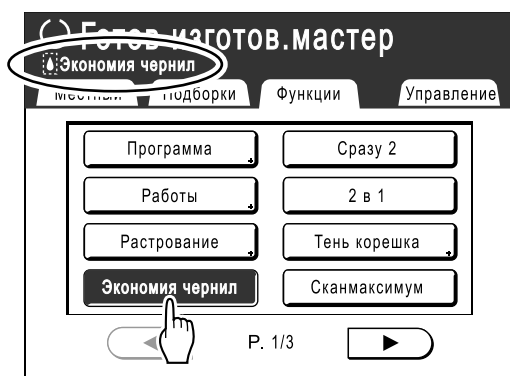 Готов.изготов.мастер
Экономия чернил
Местный Подборки Функции Управление
Программа Сразу 2
Работы 2 в 1
Растрование Тень корешка
Экономия чернил Сканмаксимум
P. 1/3